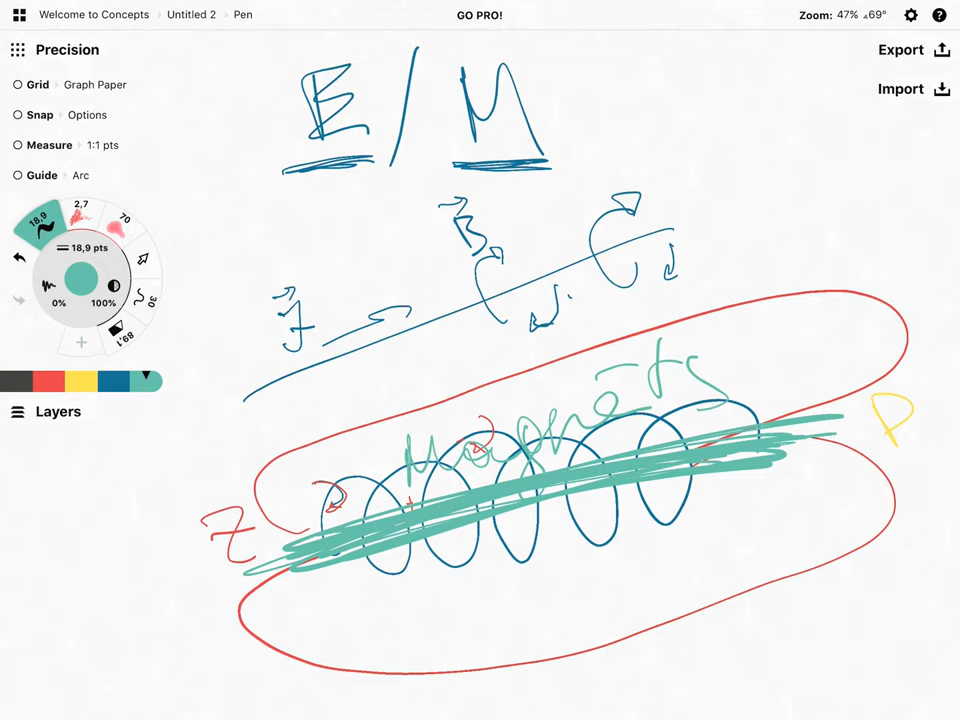 Welcome to Concepts › Untitled 2 › Pen
GO PRO!
Zoom: 47% ⊿69°
Precision
Export
Import
Grid › Graph Paper
Snap › Options
Measure › 1:1 pts
Guide › Arc
18,9
2,7
70
30
89,1
18,9 pts
0%
100%
Layers
E/M
B
J
Magnets
Z
P